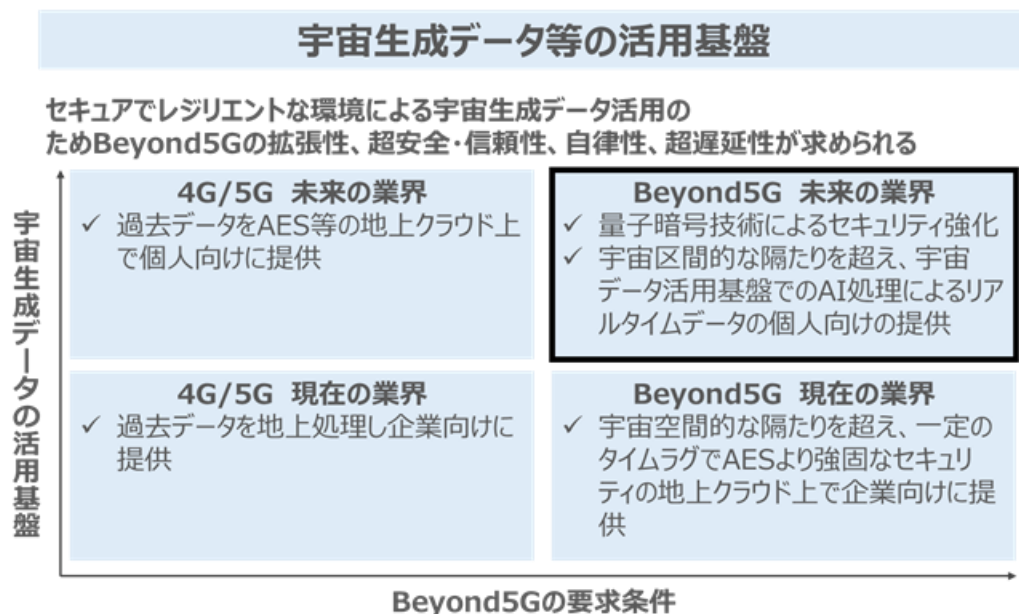 宇宙生成データ等の活用基盤
セキュアでレジリエントな環境による宇宙生成データ活用の
ためBeyond5Gの拡張性、超安全・信頼性、自律性、超遅延性が求められる
宇宙生成データの活用基盤
4G/5G 未来の業界
✓ 過去データをAES等の地上クラウド上
で個人向けに提供
Beyond5G 未来の業界
✓ 量子暗号技術によるセキュリティ強化
✓ 宇宙区間的な隔たりを超え、宇宙
データ活用基盤でのAI処理によるリア
ルタイムデータの個人向けの提供
4G/5G 現在の業界
✓ 過去データを地上処理し企業向けに
提供
Beyond5G 現在の業界
✓ 宇宙空間的な隔たりを超え、一定の
タイムラグでAESより強固なセキュリ
ティの地上クラウド上で企業向けに提
供
Beyond5Gの要求条件